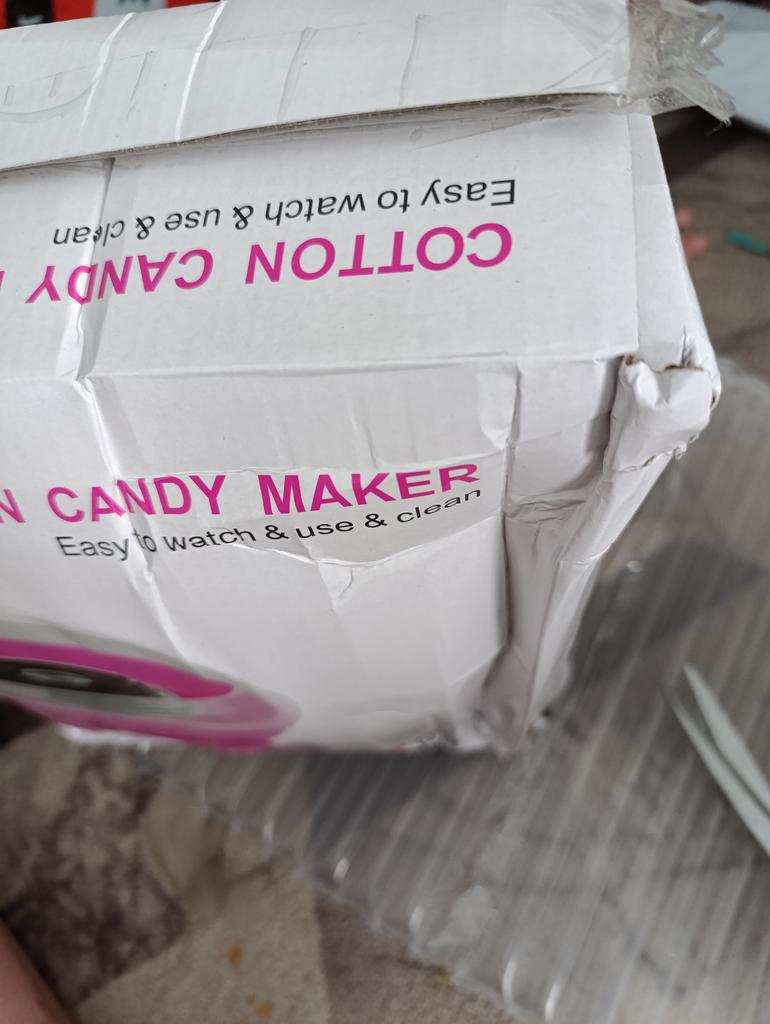 Easy to watch & use & clean
COTTON CANDY
N CANDY MAKER
Easy to watch & use & clean